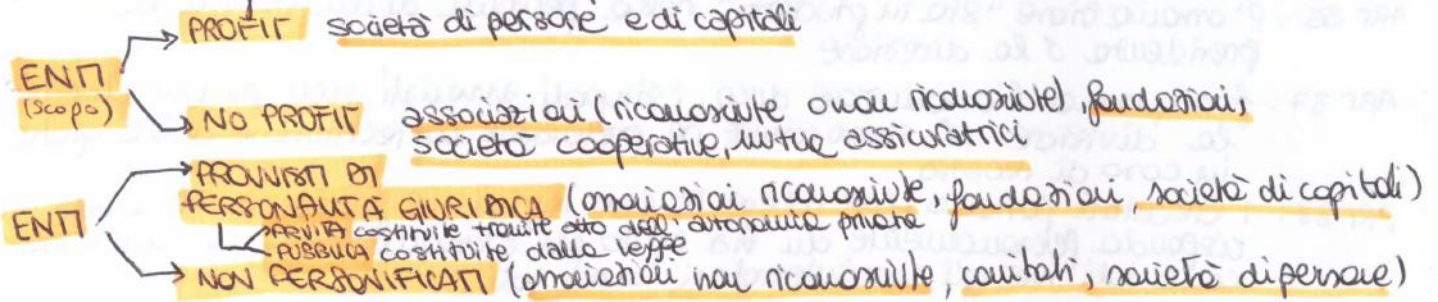 PROFIT società di persone e di capitali
ENTI
(scopo)
NO PROFIT associazioni (riconosciute o non riconosciute), fondazioni,
società cooperative, mutue assicuratrici
PROVVISTI DI
PERSONALITÀ GIURIDICA (associazioni riconosciute, fondazioni, società di capitali)
ENTI
PRIVATA costituite tramite atto dell'autonomia privata
PUBBLICA costituite dalla legge
NON PERSONIFICATI (associazioni non riconosciute, comitati, società di persone)